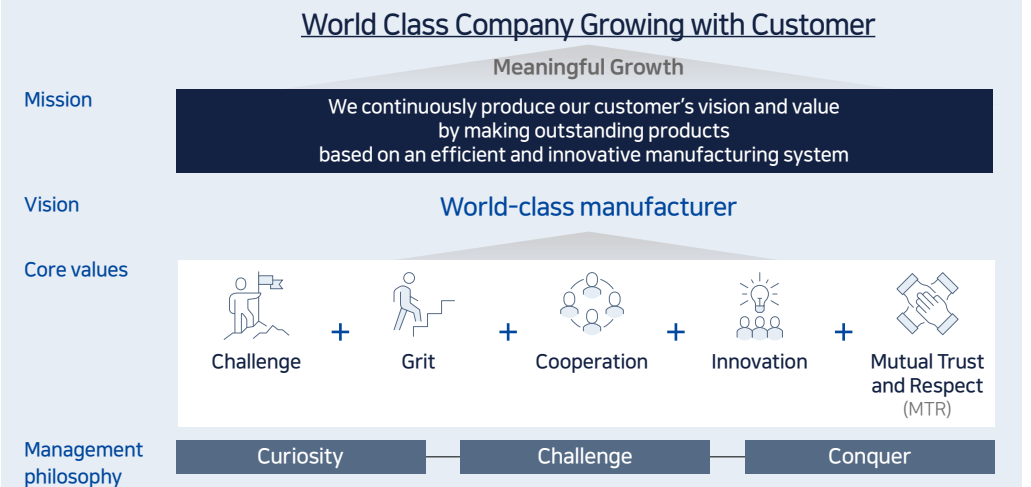 World Class Company Growing with Customer
Meaningful Growth
Mission
We continuously produce our customer's vision and value
by making outstanding products
based on an efficient and innovative manufacturing system
Vision
World-class manufacturer
Core values
Challenge
+
Grit
+
Cooperation
+
Innovation
+
Mutual Trust
and Respect
(MTR)
Management
philosophy
Curiosity
Challenge
Conquer